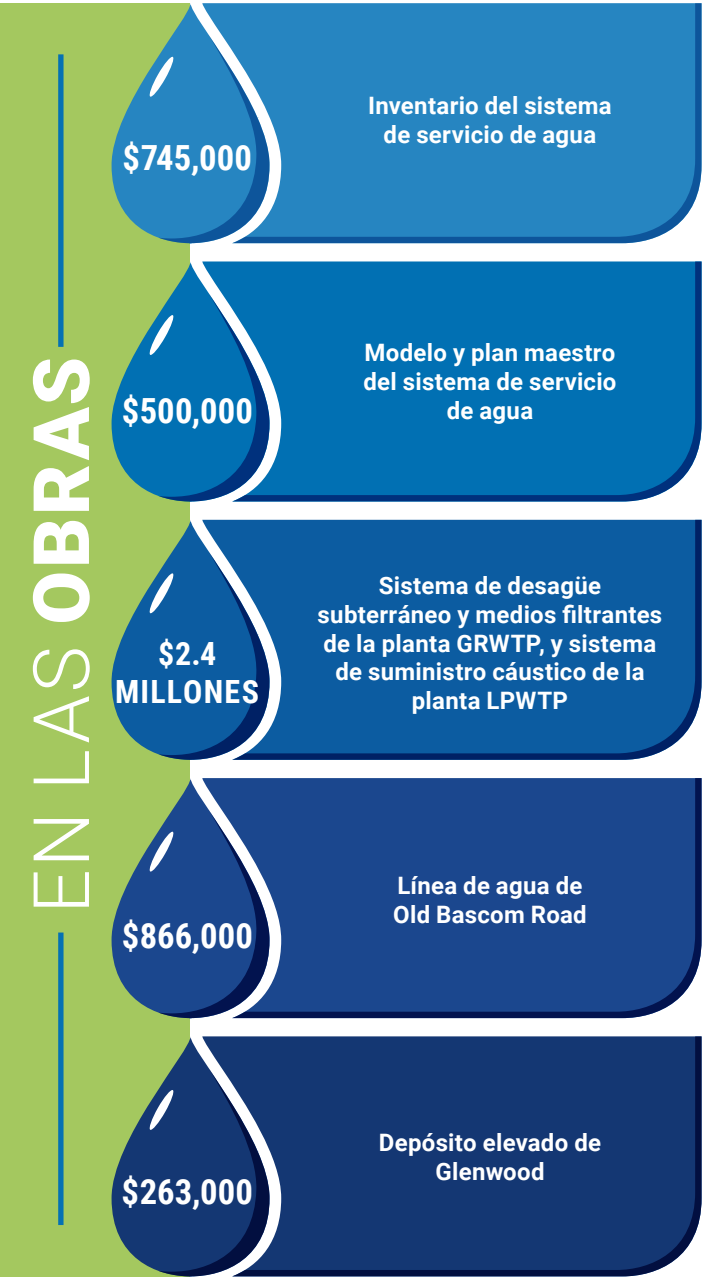 EN LAS OBRAS
$745,000
Inventario del sistema
de servicio de agua
$500,000
Modelo y plan maestro
del sistema de servicio
de agua
$2.4
MILLONES
Sistema de desagüe
subterráneo y medios filtrantes
de la planta GRWTP, y sistema
de suministro cáustico de la
planta LPWTP
$866,000
Línea de agua de
Old Bascom Road
$263,000
Depósito elevado de
Glenwood